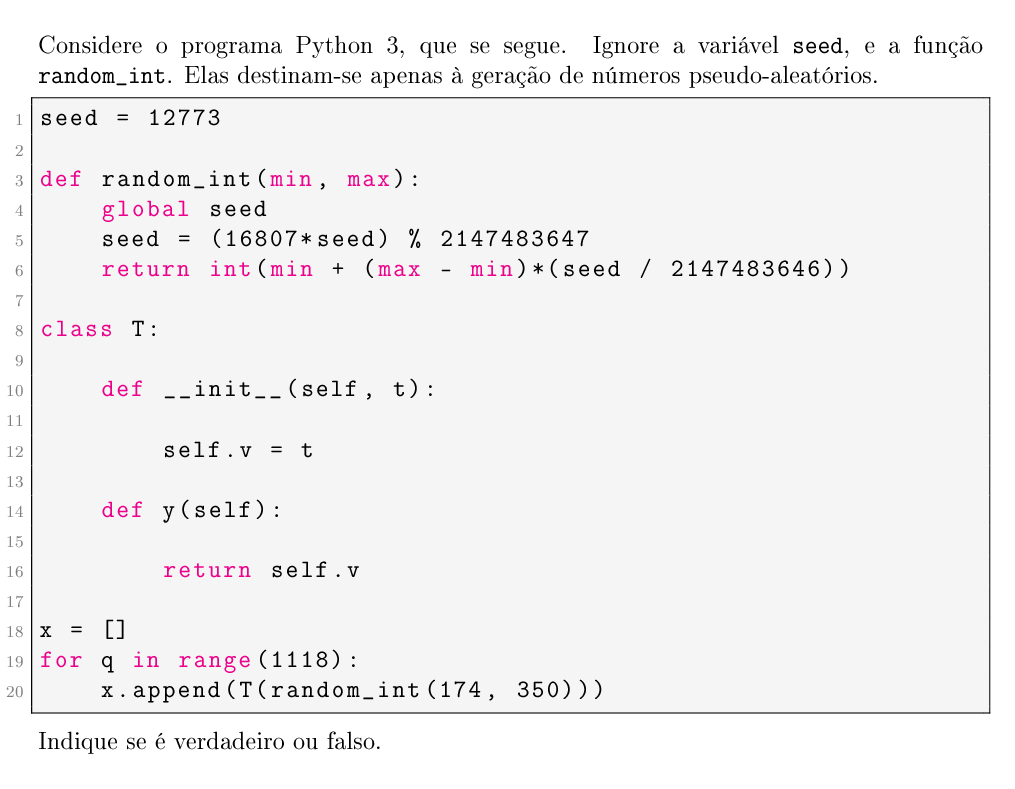 Considere o programa Python 3, que se segue. Ignore a variável seed, e a função
random_int. Elas destinam-se apenas à geração de números pseudo-aleatórios.
1 seed = 12773
2
3 def random_int(min, max):
4     global seed
5     seed = (16807*seed) % 2147483647
6     return int(min + (max - min)*(seed / 2147483646))
7
8 class T:
9
10     def __init__(self, t):
11
12         self.v = t
13
14     def y(self):
15
16         return self.v
17
18 x = []
19 for q in range(1118):
20     x.append(T(random_int(174, 350)))
Indique se é verdadeiro ou falso.